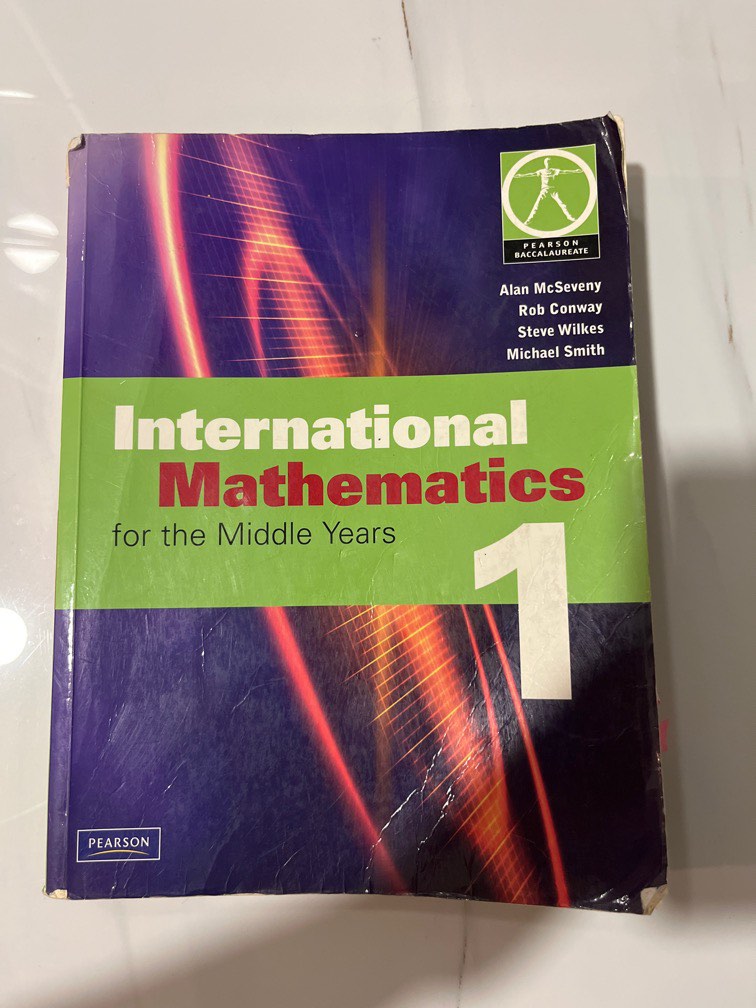 PEARSON
BACCALAUREATE
Alan McSeveny
Rob Conway
Steve Wilkes
Michael Smith
International
Mathematics
for the Middle Years
1
PEARSON